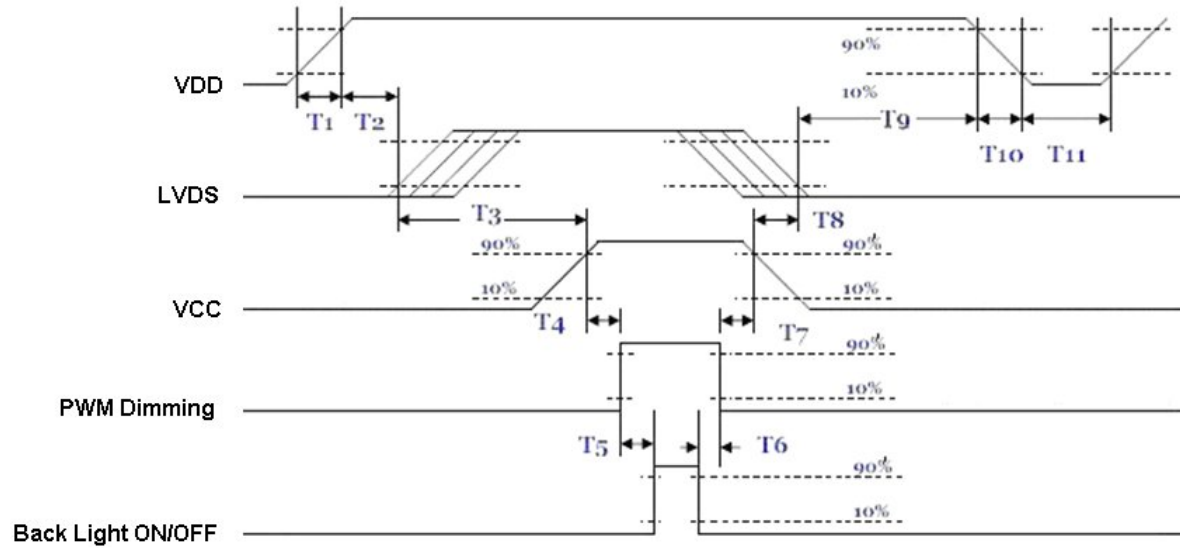 90%
VDD
10%
T1 T2
T9
T10 T11
LVDS
T3
T8
90%
90%
10%
10%
VCC
T4
T7
90%
10%
PWM Dimming
T5
T6
90%
10%
Back Light ON/OFF